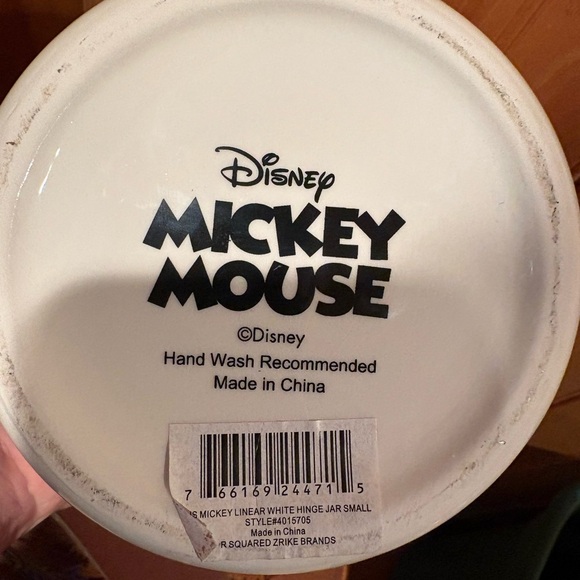 Disney
MICKEY
MOUSE
©Disney
Hand Wash Recommended
Made in China
7 66169 24471 5
MICKEY LINEAR WHITE HINGE JAR SMALL
STYLE#4015705
Made in China
R SQUARED ZRIKE BRANDS